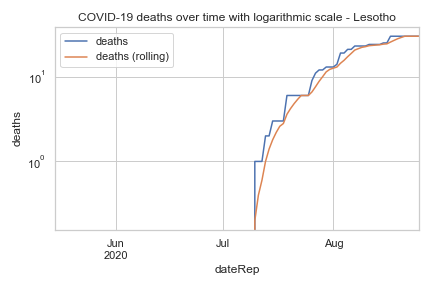 COVID-19 deaths over time with logarithmic scale - Lesotho
deaths
deaths (rolling)
deaths
10¹
10⁰
Jun
2020
Jul
Aug
dateRep